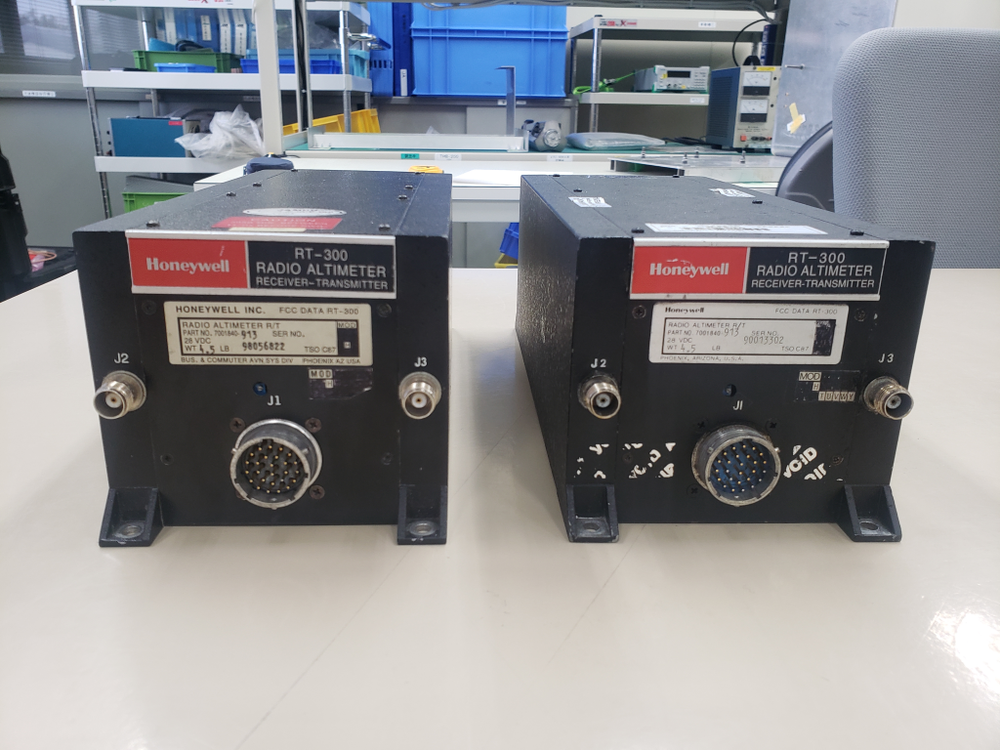 Honeywell
RT-300
RADIO ALTIMETER
RECEIVER-TRANSMITTER
HONEYWELL INC. FCC DATA RT-300
RADIO ALTIMETER R/T
MOD
PART NO. 7001840-913 SER NO.
28 VDC
H
WT 4.5 LB 98056822 TSO C87
BUS. & COMMUTER AVN. SYS DIV PHOENIX AZ USA
MOD
H
J2
J3
J1
Honeywell
RT-300
RADIO ALTIMETER
RECEIVER-TRANSMITTER
Honeywell FCC DATA RT-300
RADIO ALTIMETER R/T
PART NO. 7001840-913 SER NO.
28 VDC 90013302
WT 4.5 LB TSO C87
PHOENIX, ARIZONA, U.S.A.
MOD
H
TDVWY
J2
J3
J1
VOID
VOID